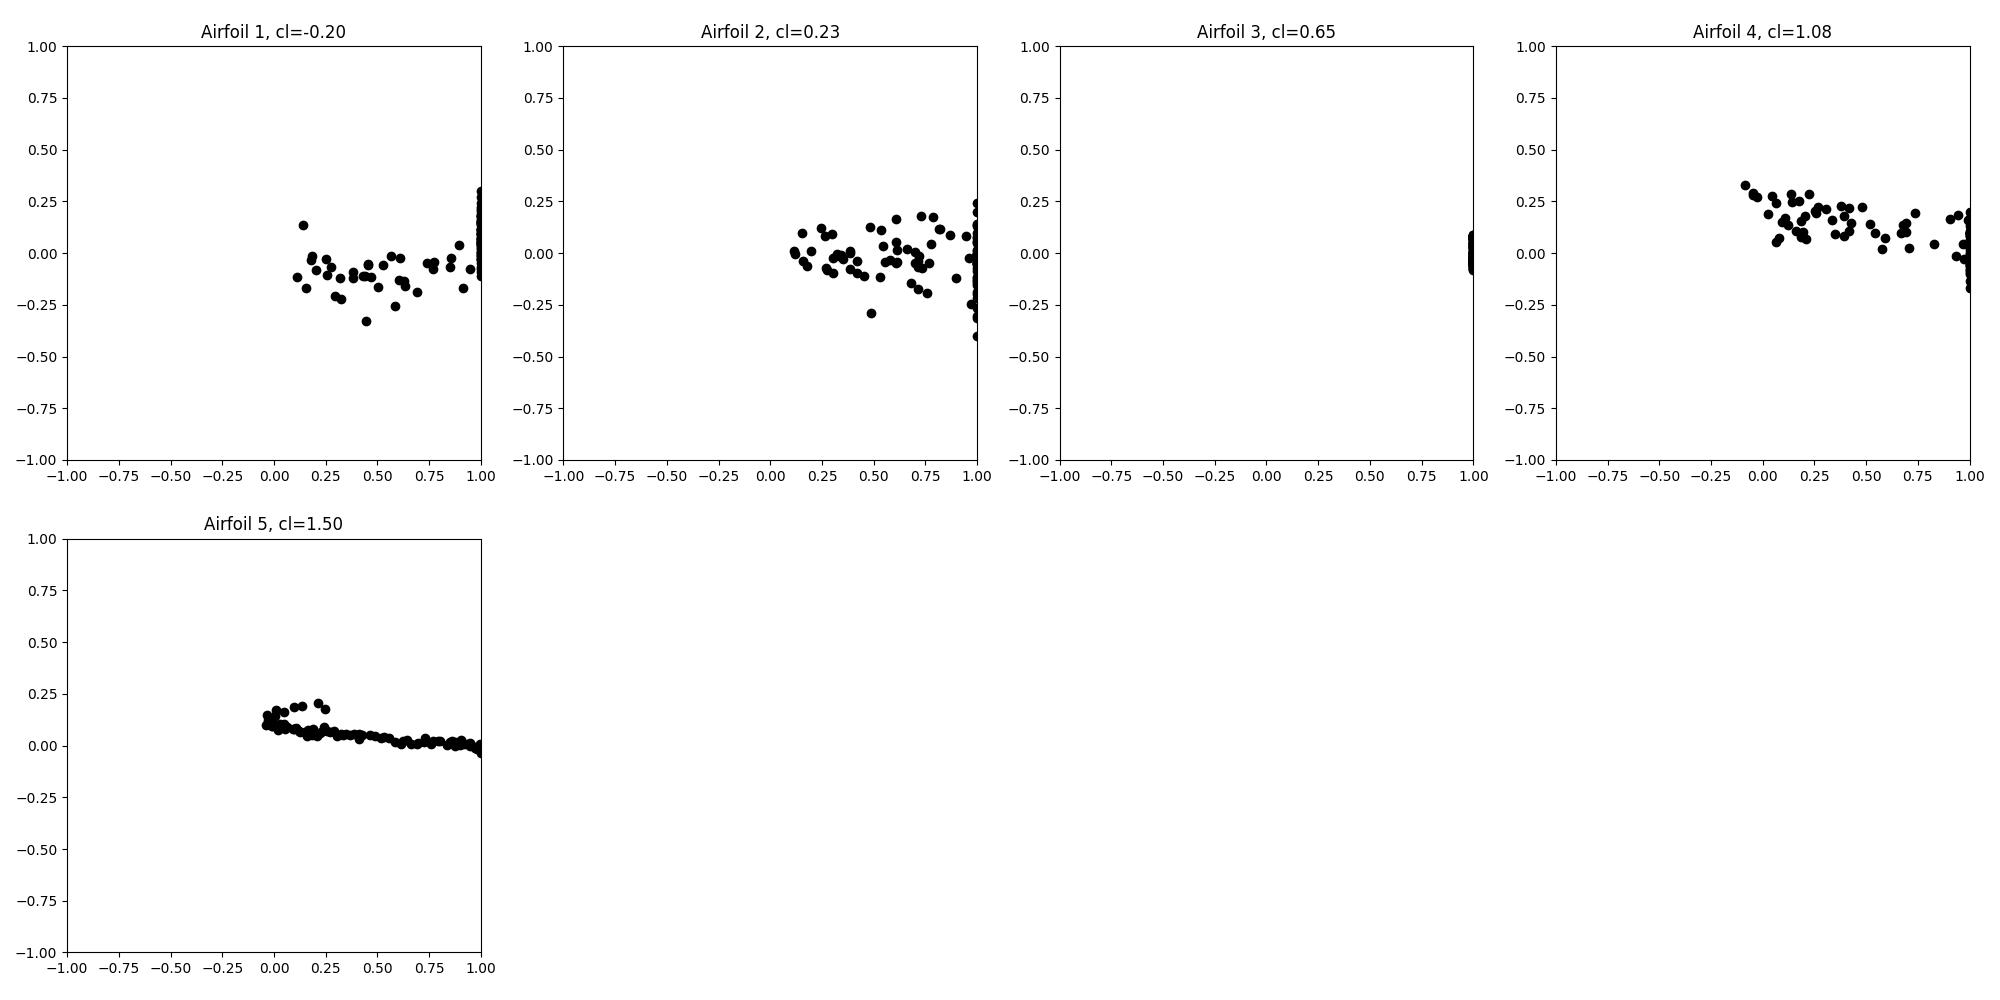 Airfoil 1, cl=-0.20
Airfoil 2, cl=0.23
Airfoil 3, cl=0.65
Airfoil 4, cl=1.08
1.00 1.00 1.00 1.00
0.75 0.75 0.75 0.75
0.50 0.50 0.50 0.50
0.25 0.25 0.25 0.25
0.00 0.00 0.00 0.00
−0.25 −0.25 −0.25 −0.25
−0.50 −0.50 −0.50 −0.50
−0.75 −0.75 −0.75 −0.75
−1.00 −1.00 −1.00 −1.00
−1.00 −0.75 −0.50 −0.25 0.00 0.25 0.50 0.75 1.00
−1.00 −0.75 −0.50 −0.25 0.00 0.25 0.50 0.75 1.00
−1.00 −0.75 −0.50 −0.25 0.00 0.25 0.50 0.75 1.00
−1.00 −0.75 −0.50 −0.25 0.00 0.25 0.50 0.75 1.00
Airfoil 5, cl=1.50
1.00
0.75
0.50
0.25
0.00
−0.25
−0.50
−0.75
−1.00
−1.00 −0.75 −0.50 −0.25 0.00 0.25 0.50 0.75 1.00